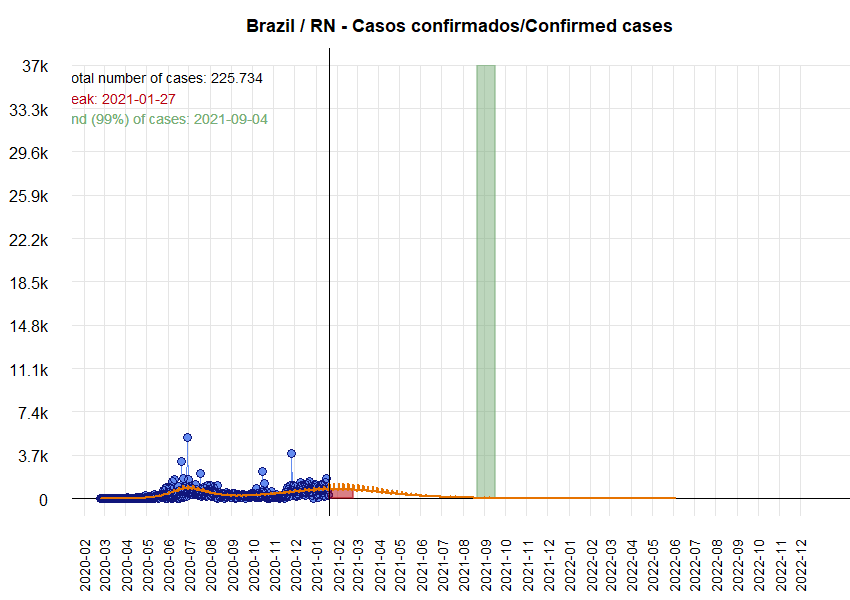 Brazil / RN - Casos confirmados/Confirmed cases
otal number of cases: 225.734
eak: 2021-01-27
nd (99%) of cases: 2021-09-04
37k
33.3k
29.6k
25.9k
22.2k
18.5k
14.8k
11.1k
7.4k
3.7k
0
2020-02
2020-03
2020-04
2020-05
2020-06
2020-07
2020-08
2020-09
2020-10
2020-11
2020-12
2021-01
2021-02
2021-03
2021-04
2021-05
2021-06
2021-07
2021-08
2021-09
2021-10
2021-11
2021-12
2022-01
2022-02
2022-03
2022-04
2022-05
2022-06
2022-07
2022-08
2022-09
2022-10
2022-11
2022-12